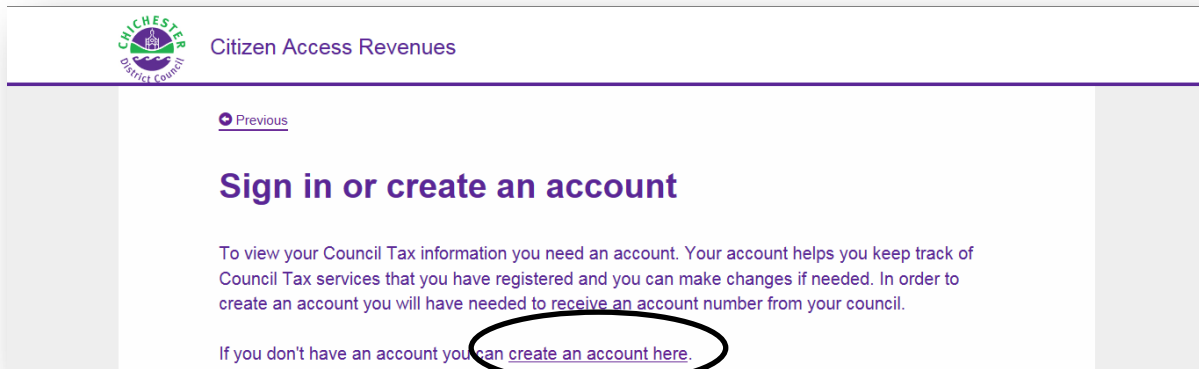 CHICHESTER
District Council
Citizen Access Revenues
Previous
Sign in or create an account
To view your Council Tax information you need an account. Your account helps you keep track of
Council Tax services that you have registered and you can make changes if needed. In order to
create an account you will have needed to receive an account number from your council.
If you don't have an account you can create an account here.